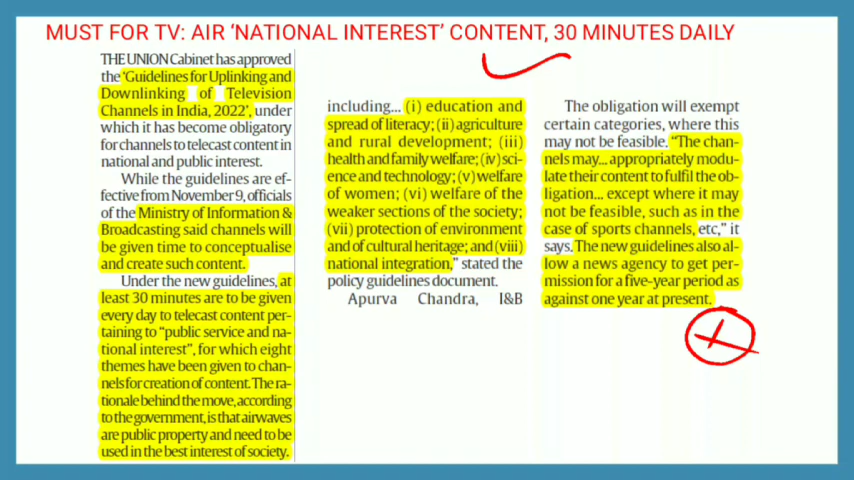 MUST FOR TV: AIR ‘NATIONAL INTEREST’ CONTENT, 30 MINUTES DAILY
THE UNION Cabinet has approved
the ‘Guidelines for Uplinking and
Downlinking of Television
Channels in India, 2022’, under
which it has become obligatory
for channels to telecast content in
national and public interest.
While the guidelines are ef-
fective from November 9, officials
of the Ministry of Information &
Broadcasting said channels will
be given time to conceptualise
and create such content.
Under the new guidelines, at
least 30 minutes are to be given
every day to telecast content per-
taining to “public service and na-
tional interest”, for which eight
themes have been given to chan-
nels for creation of content. The ra-
tionale behind the move, according
to the government, is that airwaves
are public property and need to be
used in the best interest of society.
including... (i) education and
spread of literacy; (ii) agriculture
and rural development; (iii)
health and family welfare; (iv) sci-
ence and technology; (v) welfare
of women; (vi) welfare of the
weaker sections of the society;
(vii) protection of environment
and of cultural heritage; and (viii)
national integration,” stated the
policy guidelines document.
Apurva Chandra, I&B
The obligation will exempt
certain categories, where this
may not be feasible. “The chan-
nels may... appropriately modu-
late their content to fulfil the ob-
ligation... except where it may
not be feasible, such as in the
case of sports channels, etc,” it
says. The new guidelines also al-
low a news agency to get per-
mission for a five-year period as
against one year at present.